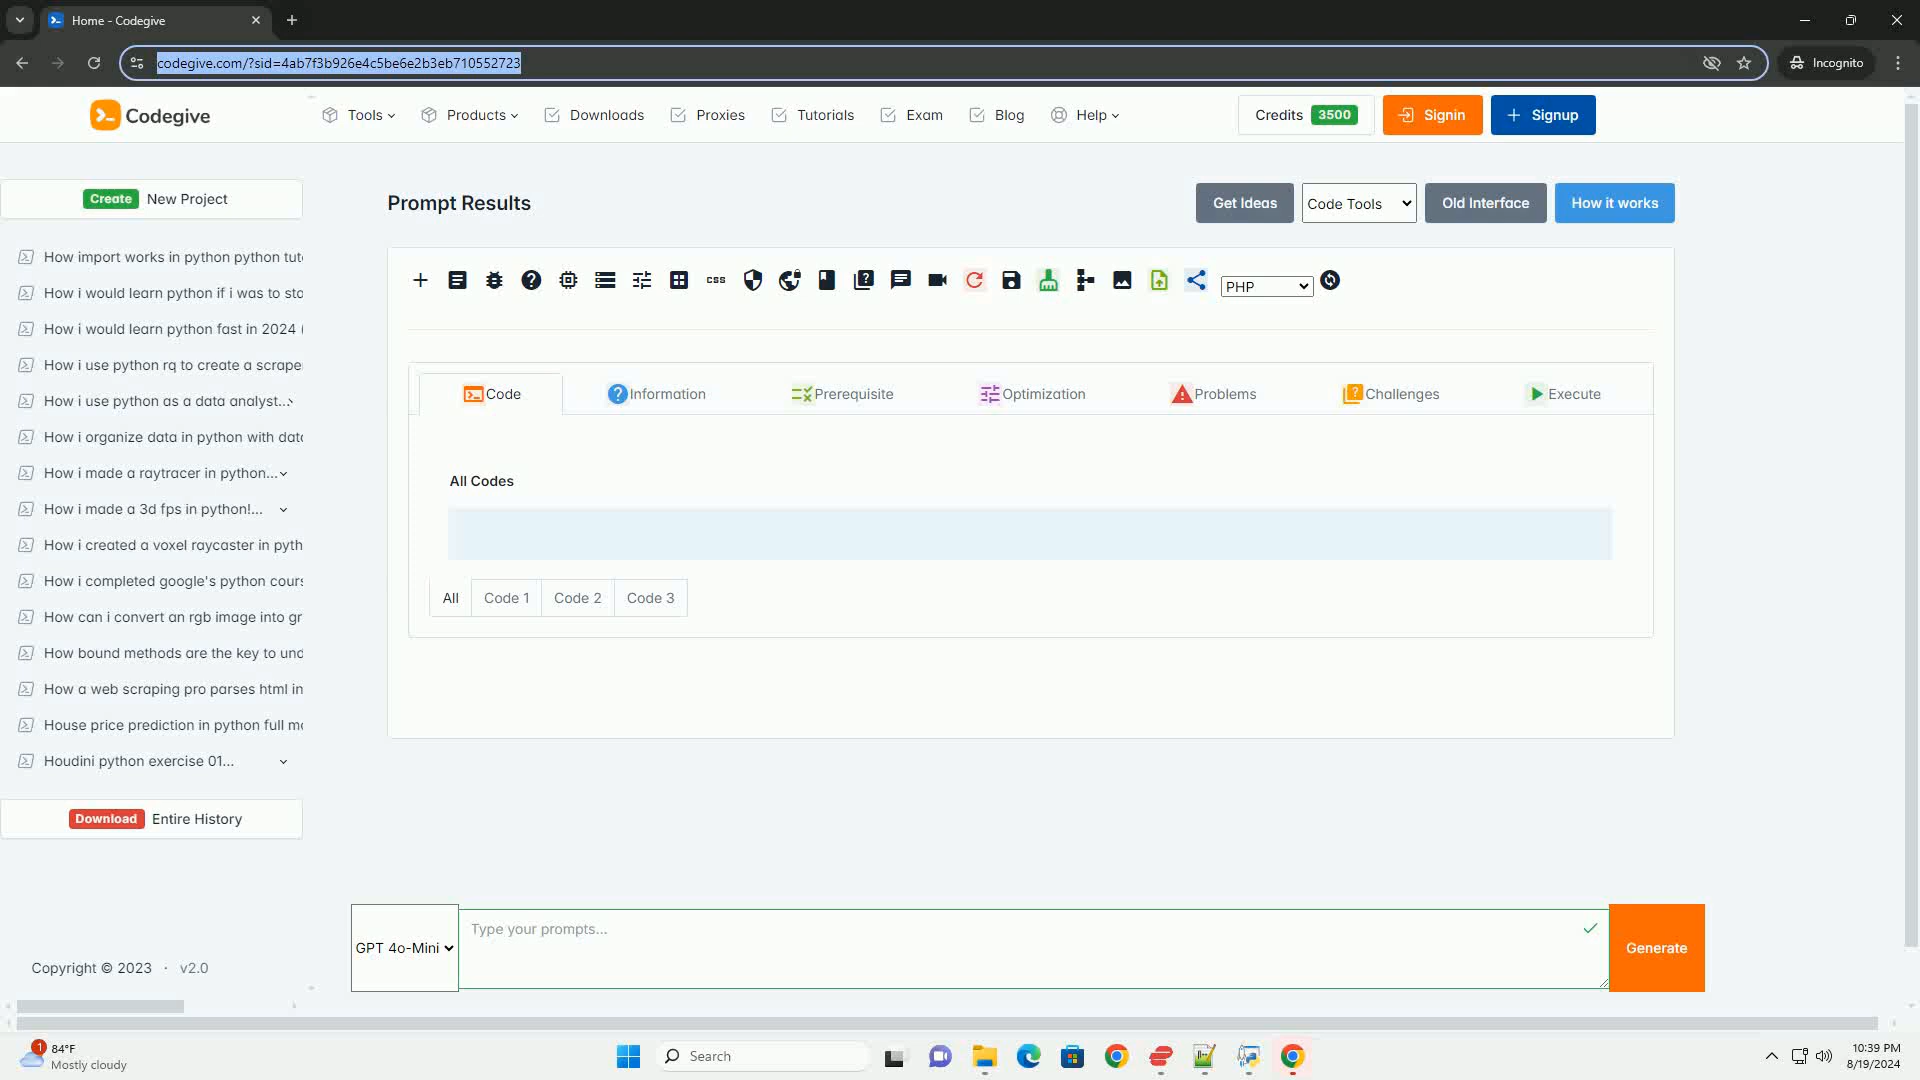 Home - Codegive
codegive.com/?sid=4ab7f3b926e4c5be6e2b3eb710552723
Incognito
Codegive
Tools
Products
Downloads
Proxies
Tutorials
Exam
Blog
Help
Credits 3500
Signin
Signup
Create New Project
How import works in python python tut
How i would learn python if i was to sta
How i would learn python fast in 2024 (
How i use python rq to create a scrape
How i use python as a data analyst...
How i organize data in python with data
How i made a raytracer in python...
How i made a 3d fps in python!...
How i created a voxel raycaster in pyth
How i completed google's python cours
How can i convert an rgb image into gr
How bound methods are the key to und
How a web scraping pro parses html in
House price prediction in python full mo
Houdini python exercise 01...
Download Entire History
Copyright © 2023 · v2.0
Prompt Results
Get Ideas
Code Tools
Old Interface
How it works
CSS
PHP
Code
Information
Prerequisite
Optimization
Problems
Challenges
Execute
All Codes
All
Code 1
Code 2
Code 3
GPT 4o-Mini
Type your prompts...
Generate
1
84°F
Mostly cloudy
Search
10:39 PM
8/19/2024